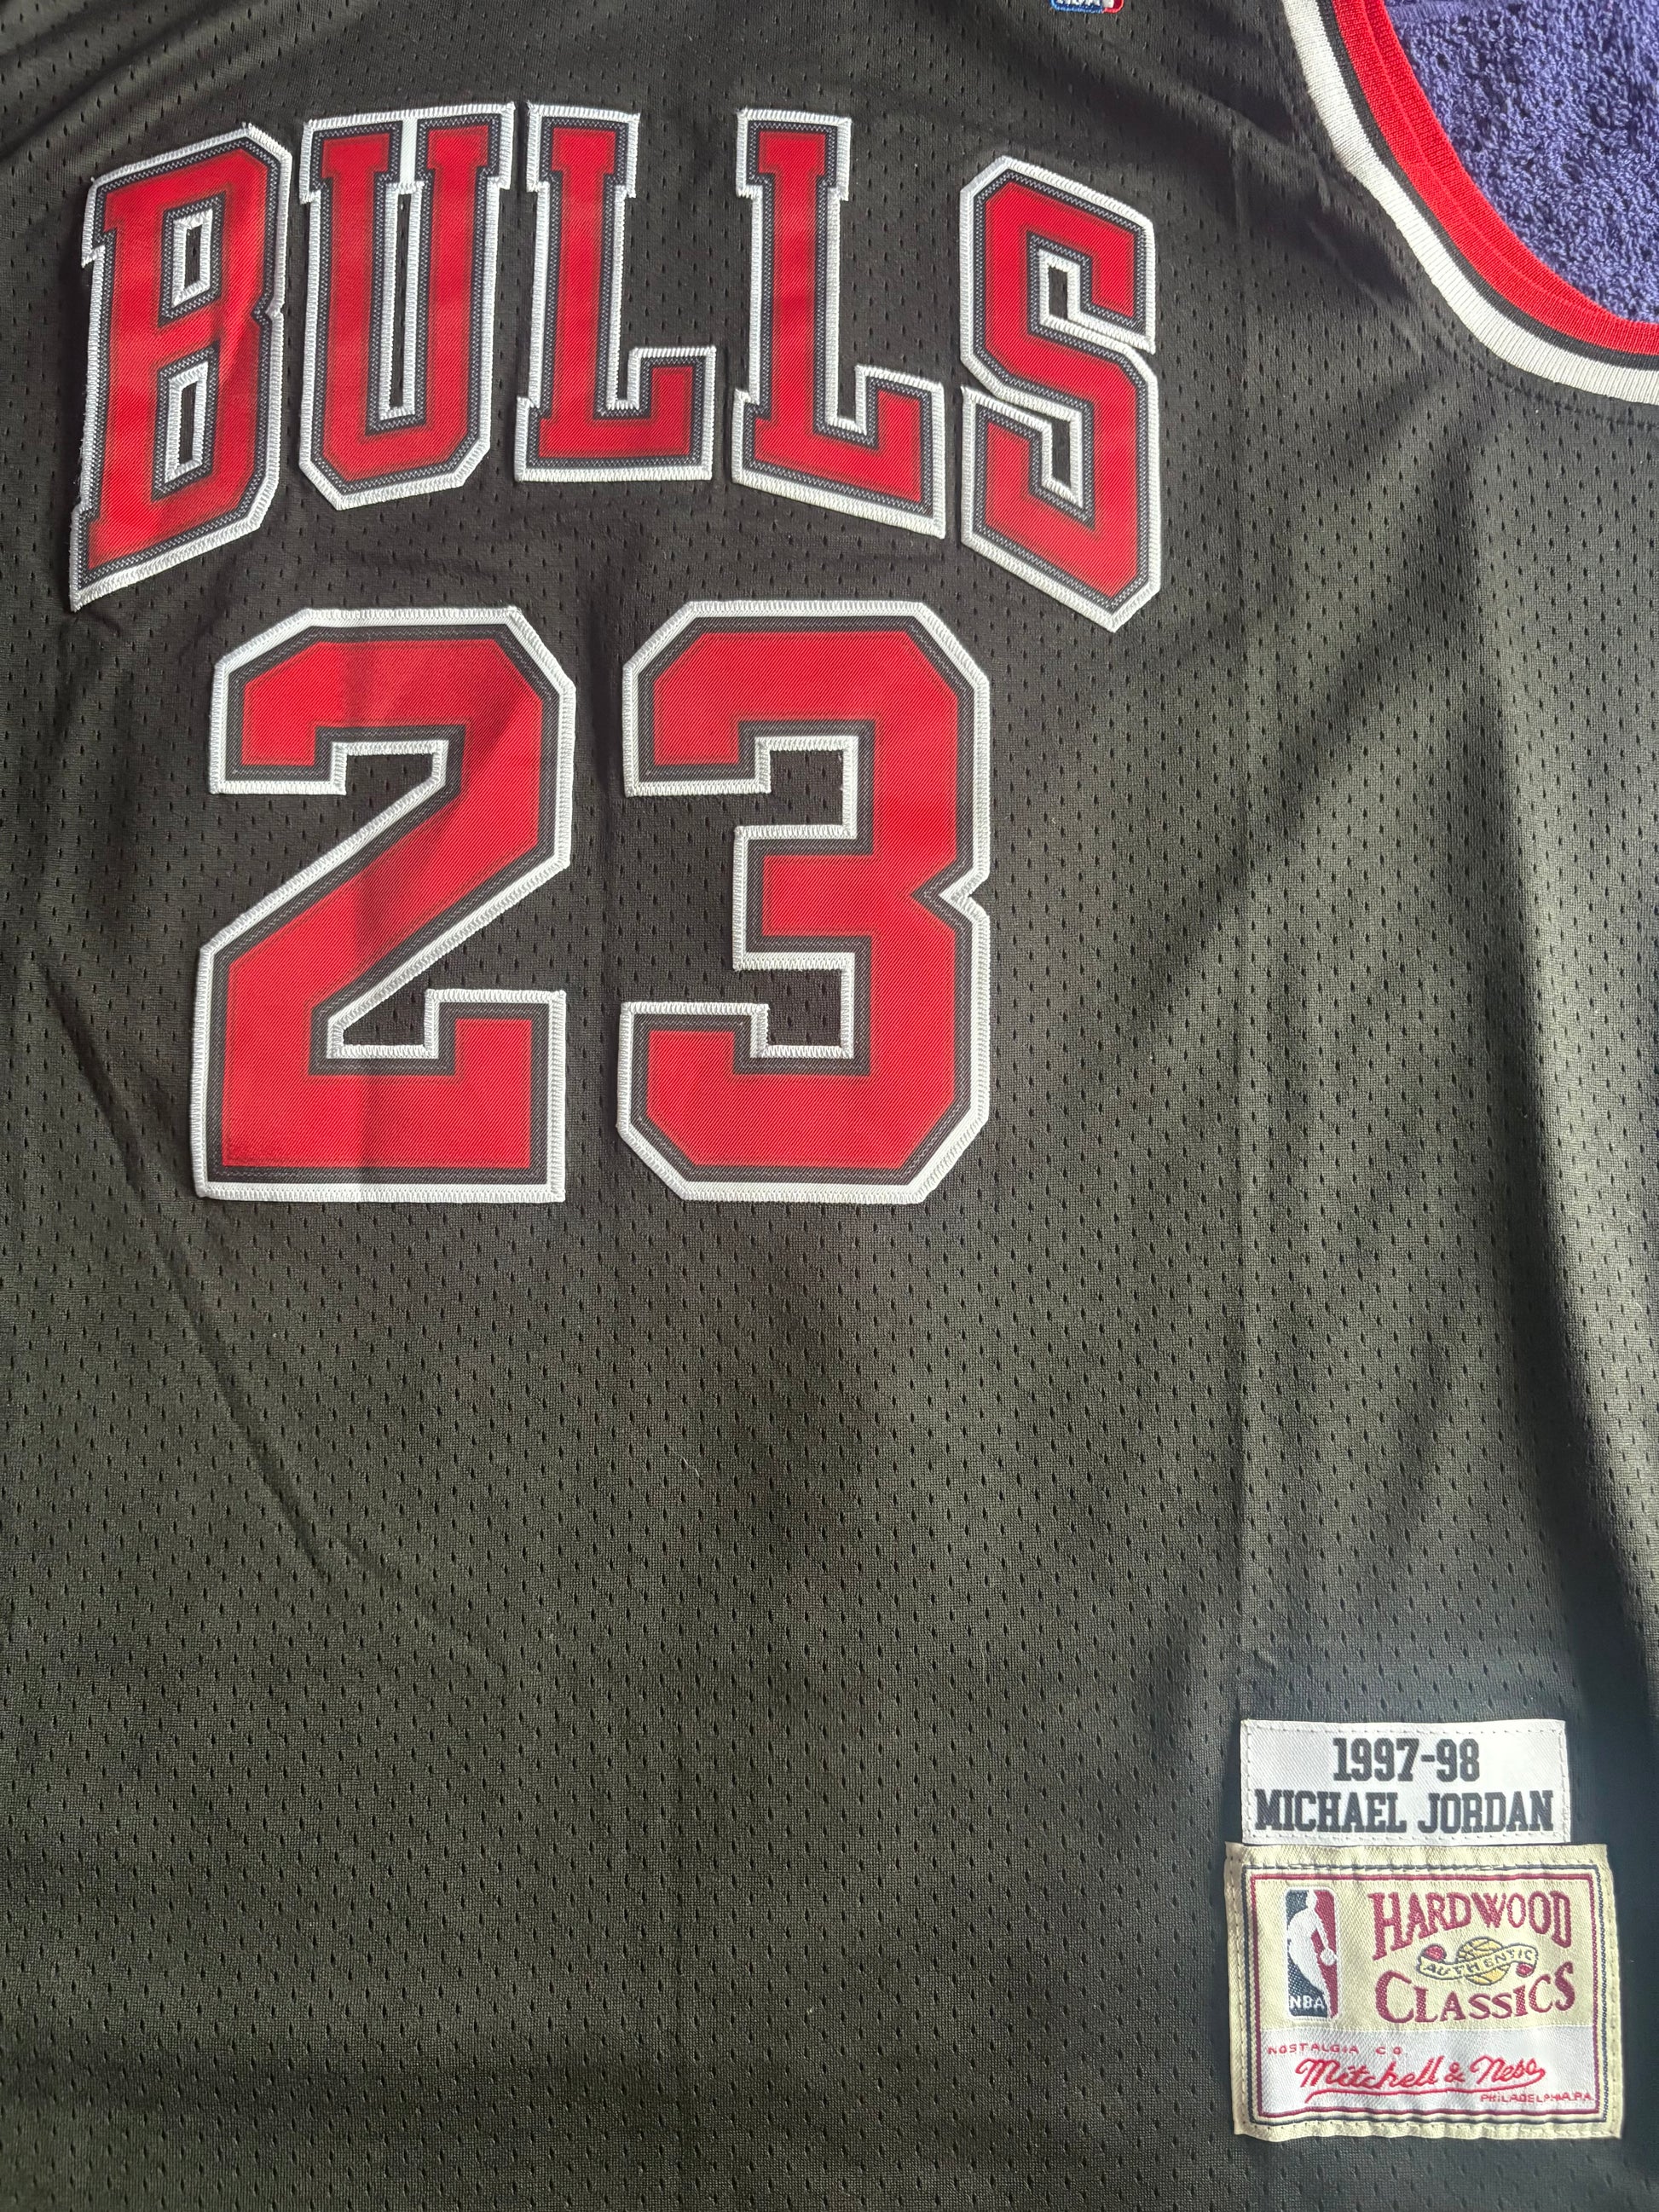 BULLS
23
1997-98
MICHAEL JORDAN
NBA
HARDWOOD
AUTHENTIC
CLASSICS
NOSTALGIA CO
Mitchell & Ness
PHILADELPHIA, PA.